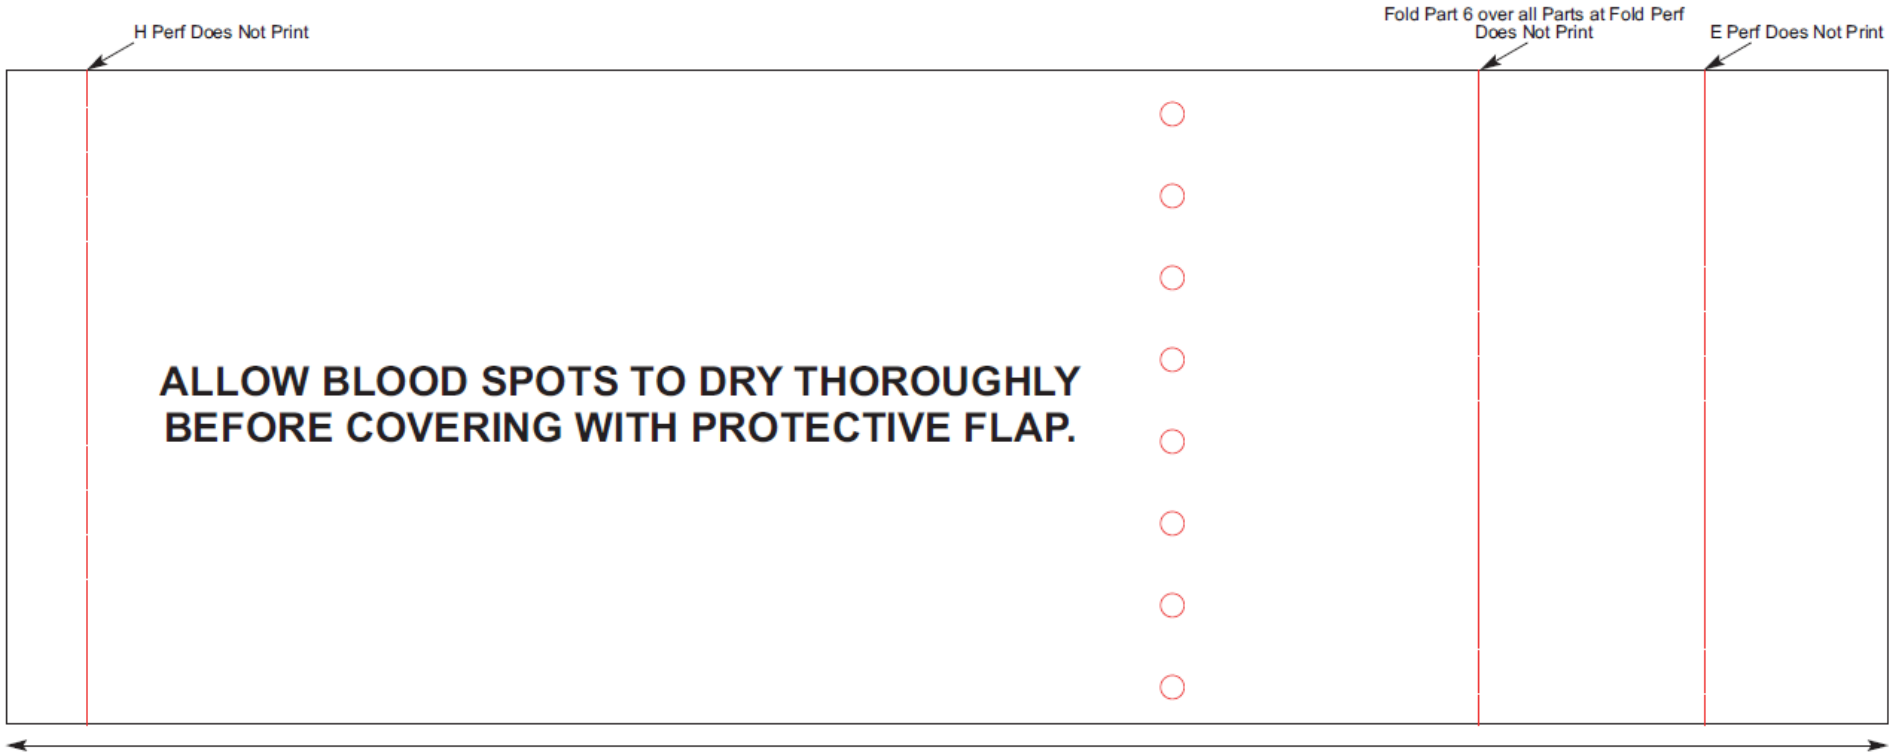 Fold Part 6 over all Parts at Fold Perf
H Perf Does Not Print
Does Not Print
E Perf Does Not Print
ALLOW BLOOD SPOTS TO DRY THOROUGHLY
BEFORE COVERING WITH PROTECTIVE FLAP.